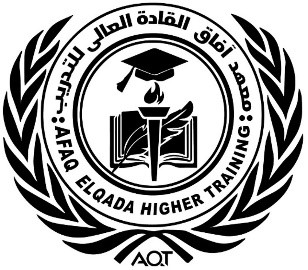 معهد آفاق القادة العالى للتدريب
AFAQ ELQADA HIGHER TRAINING
AQT